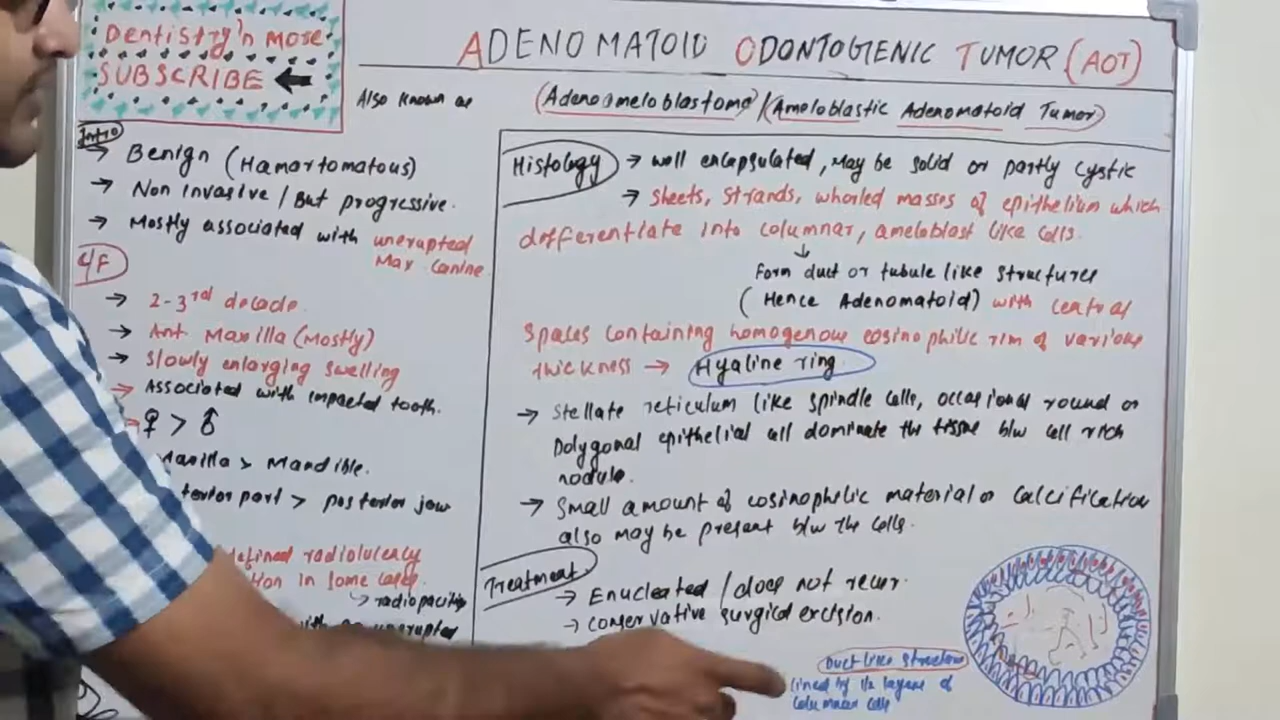 Dentistry'n more
SUBSCRIBE
ADENOMATOID ODONTOGENIC TUMOR (AOT)
Also known as (Adenoameloblastoma) / (Ameloblastic Adenomatoid Tumor)
Intro
→ Benign (Hamartomatous)
→ Non invasive / But progressive.
→ Mostly associated with unerupted
Max canine
C/F
→ 2-3rd decade.
→ Ant. Maxilla (Mostly)
→ Slowly enlarging swelling
→ Associated with impacted tooth.
→ ♀ > ♂
Maxilla > Mandible.
part > posterior jaw
defined radiolucency
in some cases.
↳ radiopacities
unerupted
Histology → well encapsulated, may be solid or partly cystic
→ Sheets, strands, whorled masses of epithelium which
differentiate into columnar, ameloblast like cells.
↓
Form duct or tubule like structures
(Hence Adenomatoid) with central
spaces containing homogenous eosinophilic rim of various
thickness → Hyaline ring.
→ Stellate reticulum like spindle cells, occasional round or
Polygonal epithelial cell dominate the tissue b/w cell rich
nodule.
→ Small amount of eosinophilic material or calcification
also may be present b/w the cells.
Treatment
→ Enucleated / does not recur.
→ conservative surgical excision.
Duct like structure
lined by layers of
columnar cells